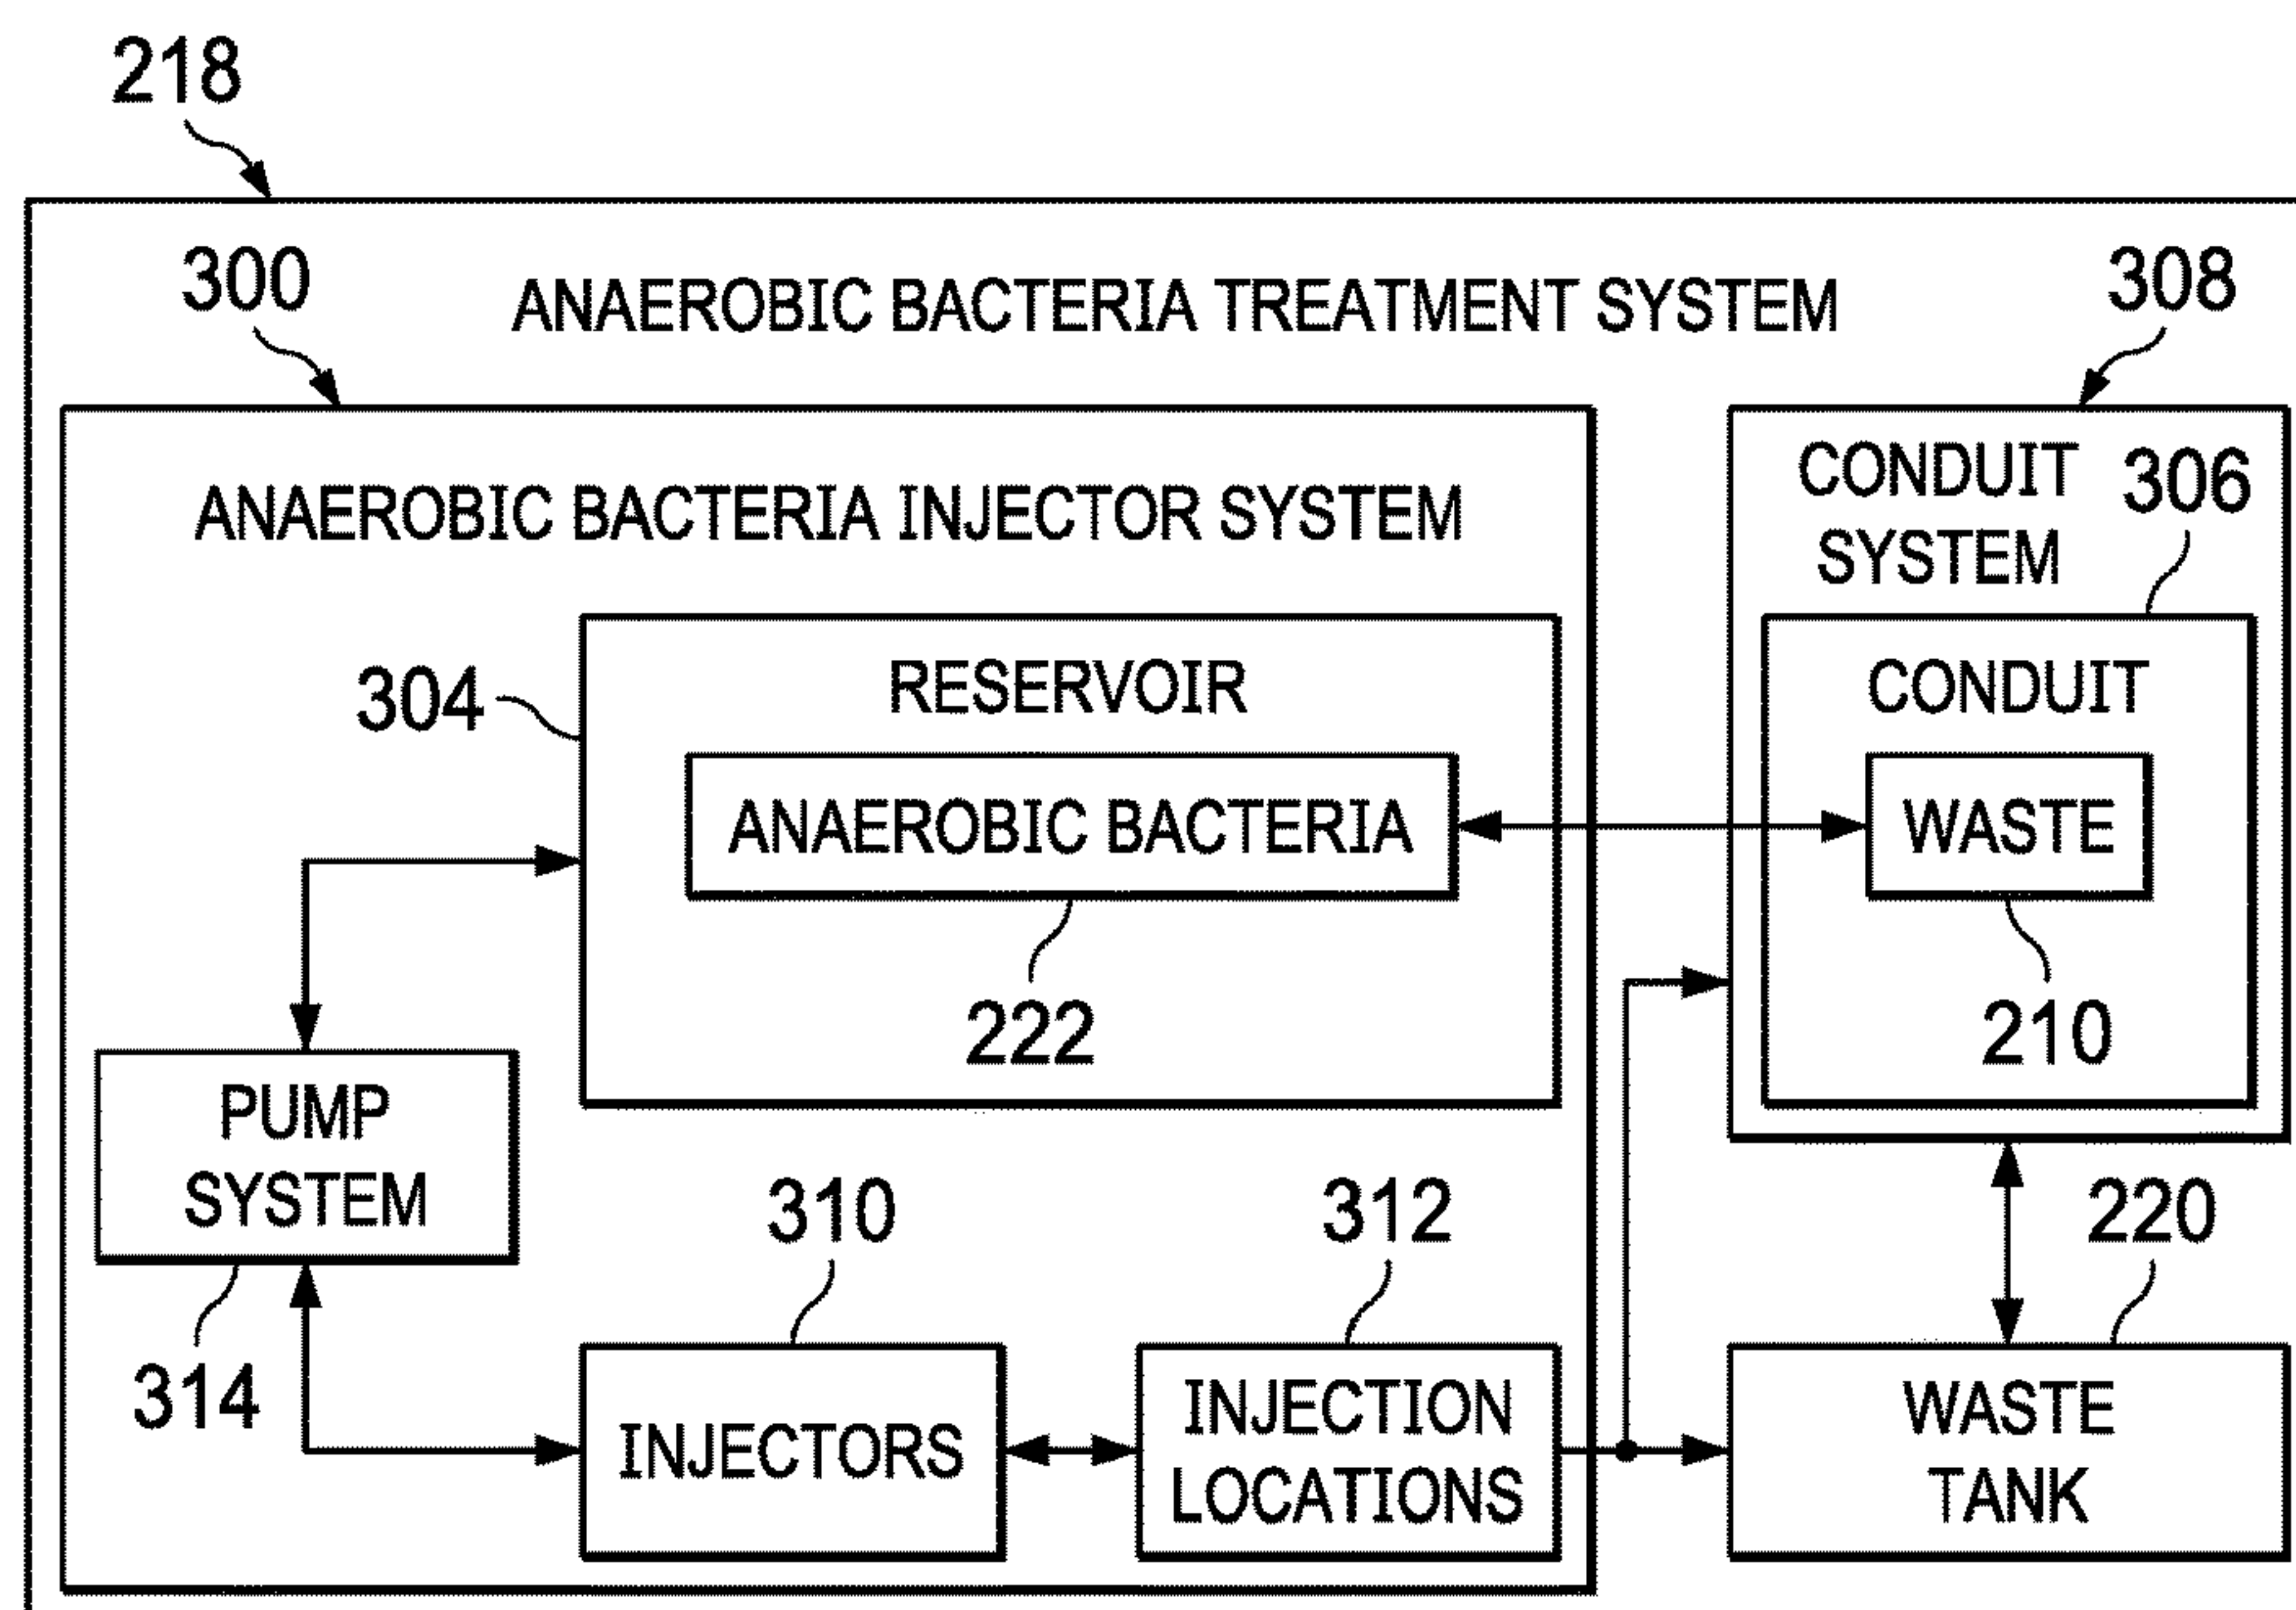 218
300
ANAEROBIC BACTERIA TREATMENT SYSTEM
308
ANAEROBIC BACTERIA INJECTOR SYSTEM
CONDUIT
SYSTEM
306
304
RESERVOIR
CONDUIT
ANAEROBIC BACTERIA
WASTE
222
210
PUMP
SYSTEM
314
310
312
220
INJECTORS
INJECTION
LOCATIONS
WASTE
TANK